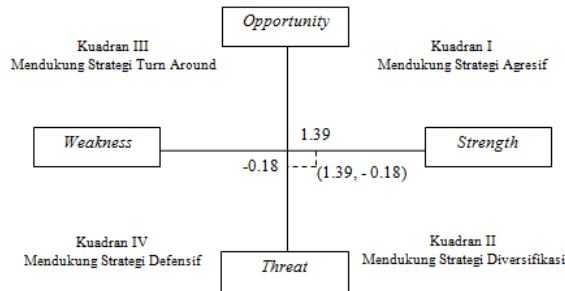 Opportunity
Kuadran III
Mendukung Strategi Turn Around
Kuadran I
Mendukung Strategi Agresif
1.39
Weakness
Strength
-0.18
(1.39, - 0.18)
Kuadran IV
Mendukung Strategi Defensif
Kuadran II
Mendukung Strategi Diversifikasi
Threat